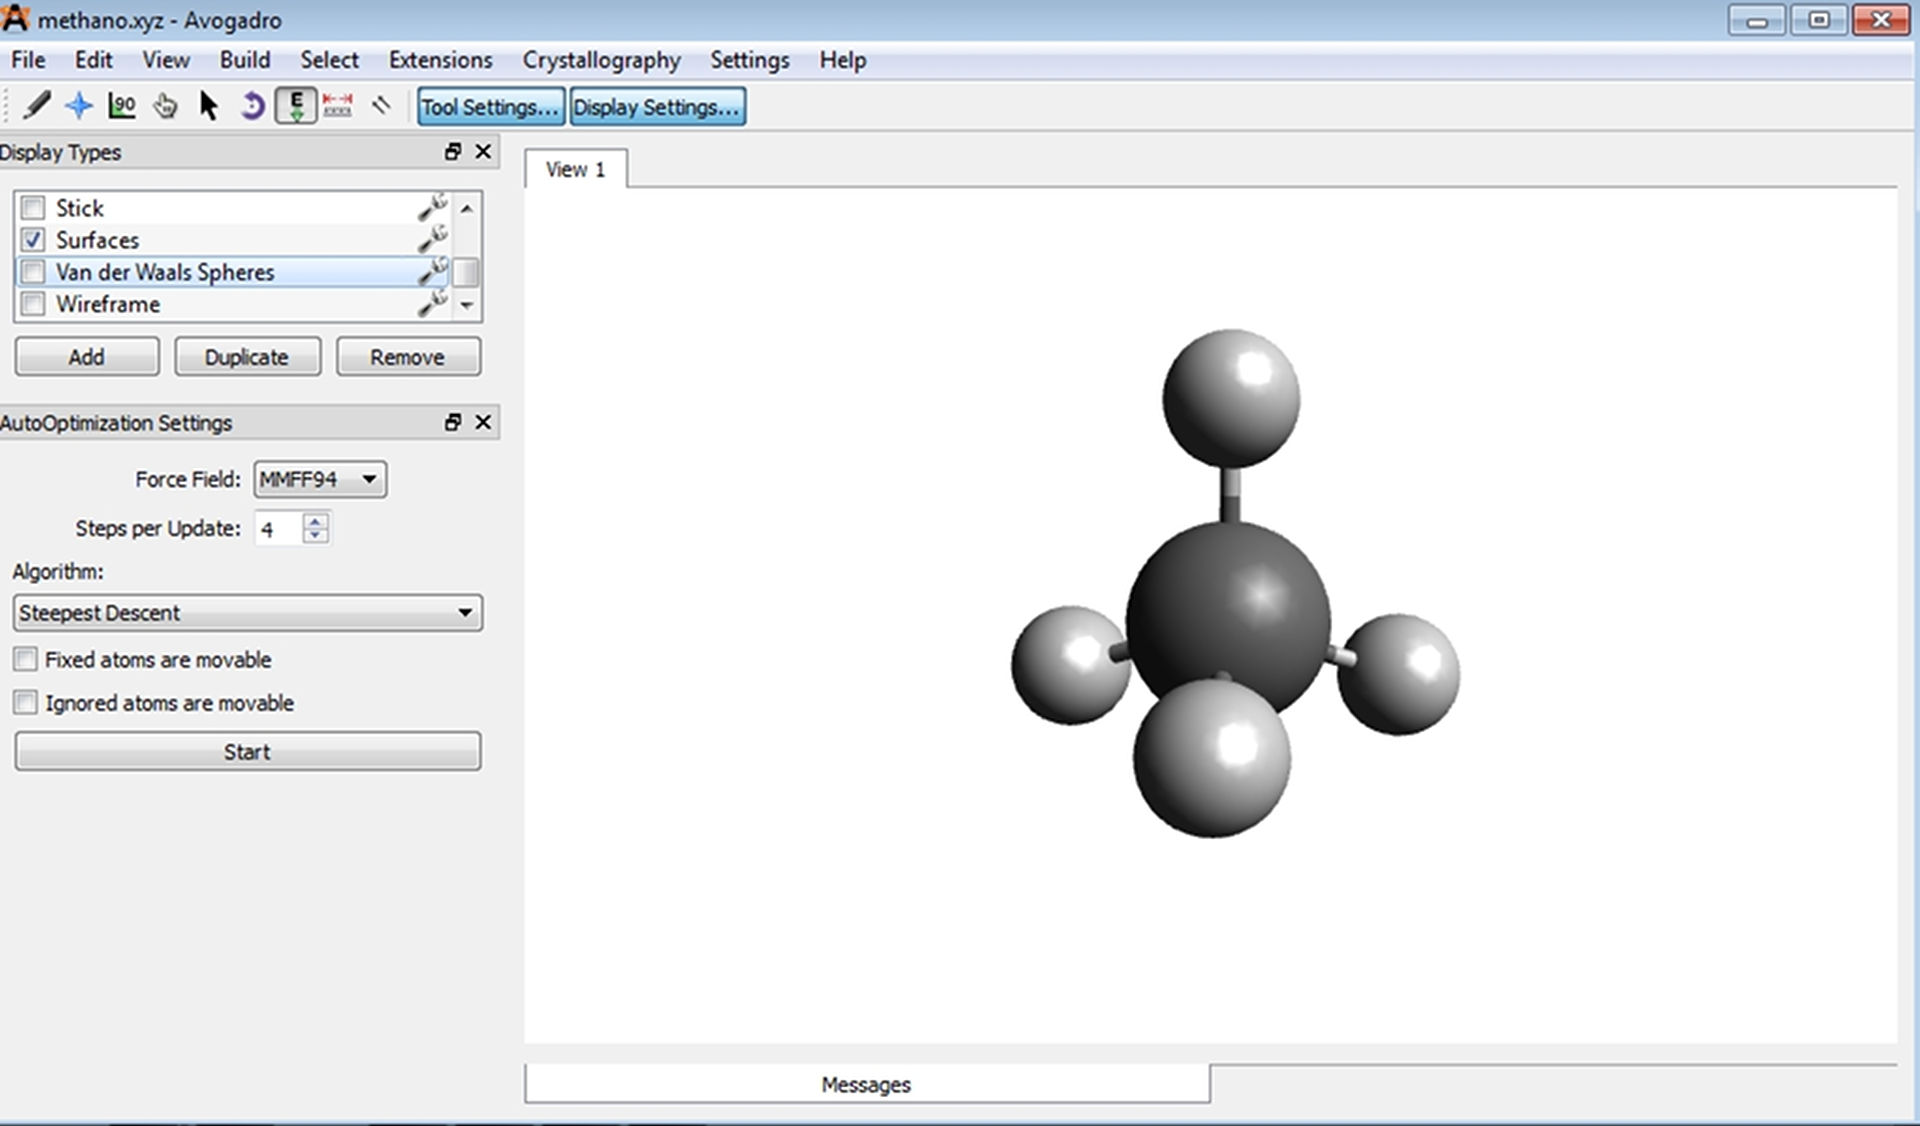 methano.xyz - Avogadro
File Edit View Build Select Extensions Crystallography Settings Help
90 E Tool Settings... Display Settings...
Display Types
View 1
Stick
Surfaces
Van der Waals Spheres
Wireframe
Add Duplicate Remove
AutoOptimization Settings
Force Field: MMFF94
Steps per Update: 4
Algorithm:
Steepest Descent
Fixed atoms are movable
Ignored atoms are movable
Start
Messages